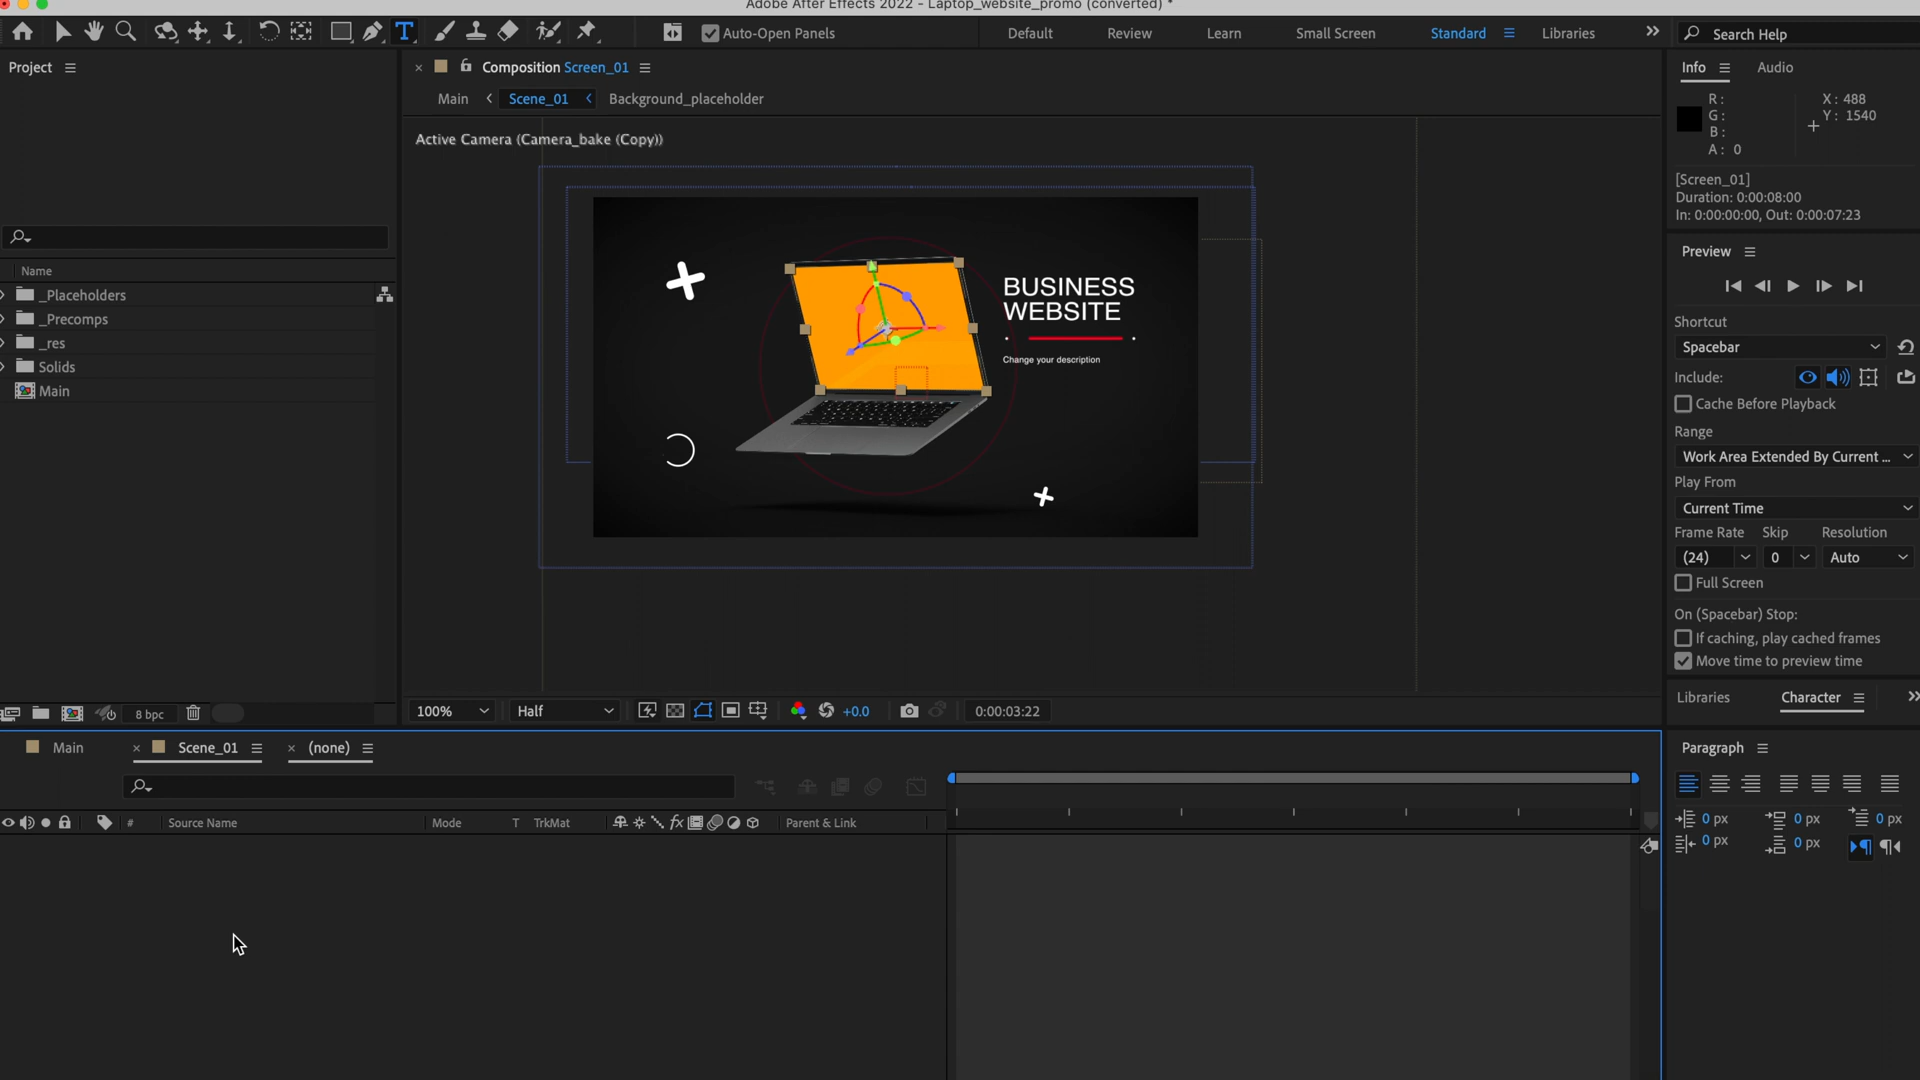 Adobe After Effects 2022 - Laptop_website_promo (converted) *
T
Auto-Open Panels
Default
Review
Learn
Small Screen
Standard
Libraries
Search Help
Project
Composition Screen_01
Main
Scene_01
Background_placeholder
Active Camera (Camera_bake (Copy))
Name
_Placeholders
_Precomps
_res
Solids
Main
BUSINESS
WEBSITE
Change your description
8 bpc
100%
Half
+0.0
0:00:03:22
Info
Audio
R:
G:
B:
A: 0
X: 488
Y: 1540
[Screen_01]
Duration: 0:00:08:00
In: 0:00:00:00, Out: 0:00:07:23
Preview
Shortcut
Spacebar
Include:
Cache Before Playback
Range
Work Area Extended By Current ...
Play From
Current Time
Frame Rate Skip Resolution
(24) 0 Auto
Full Screen
On (Spacebar) Stop:
If caching, play cached frames
Move time to preview time
Libraries
Character
Main
Scene_01
(none)
# Source Name Mode T TrkMat fx Parent & Link
Paragraph
0 px 0 px 0 px
0 px 0 px